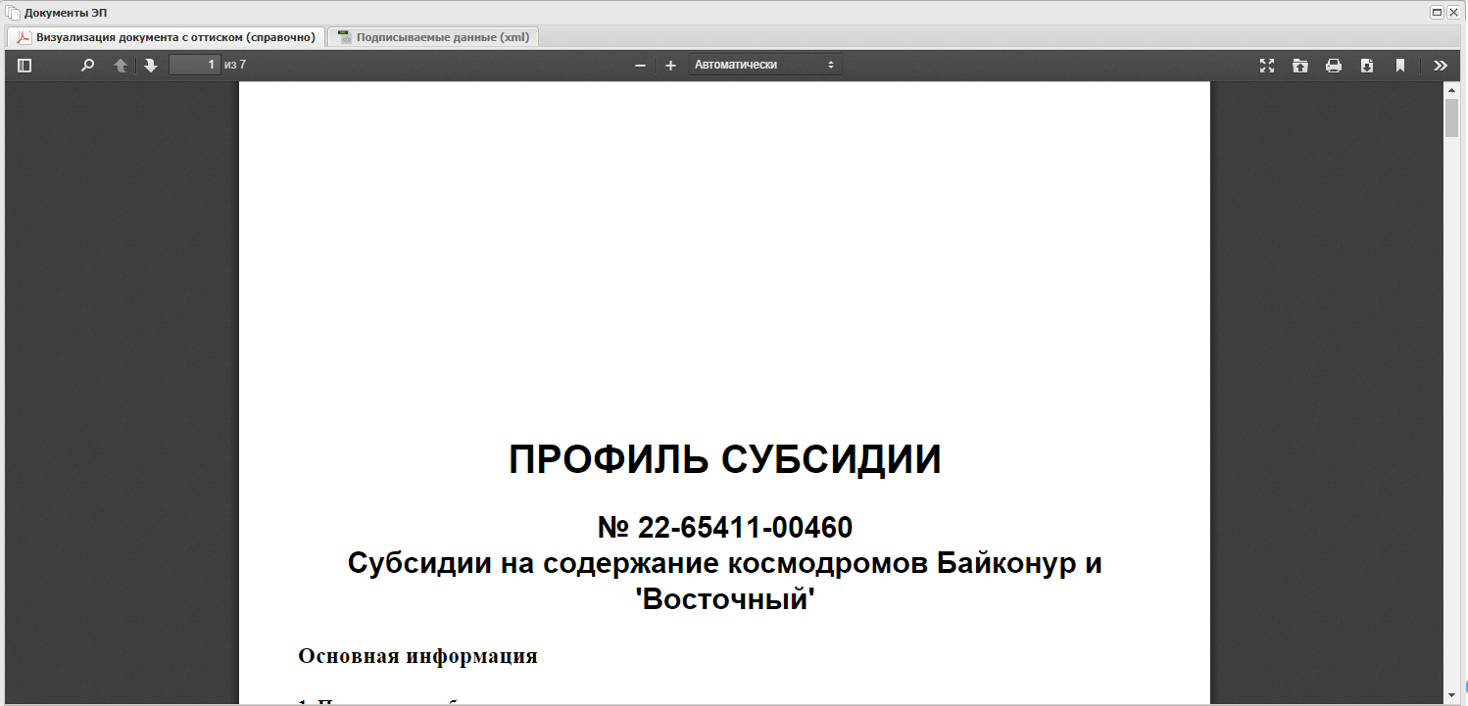 Документы ЭП
Визуализация документа с оттиском (справочно) Подписываемые данные (xml)
1 из 7 Автоматически
ПРОФИЛЬ СУБСИДИИ
№ 22-65411-00460
Субсидии на содержание космодромов Байконур и
'Восточный'
Основная информация